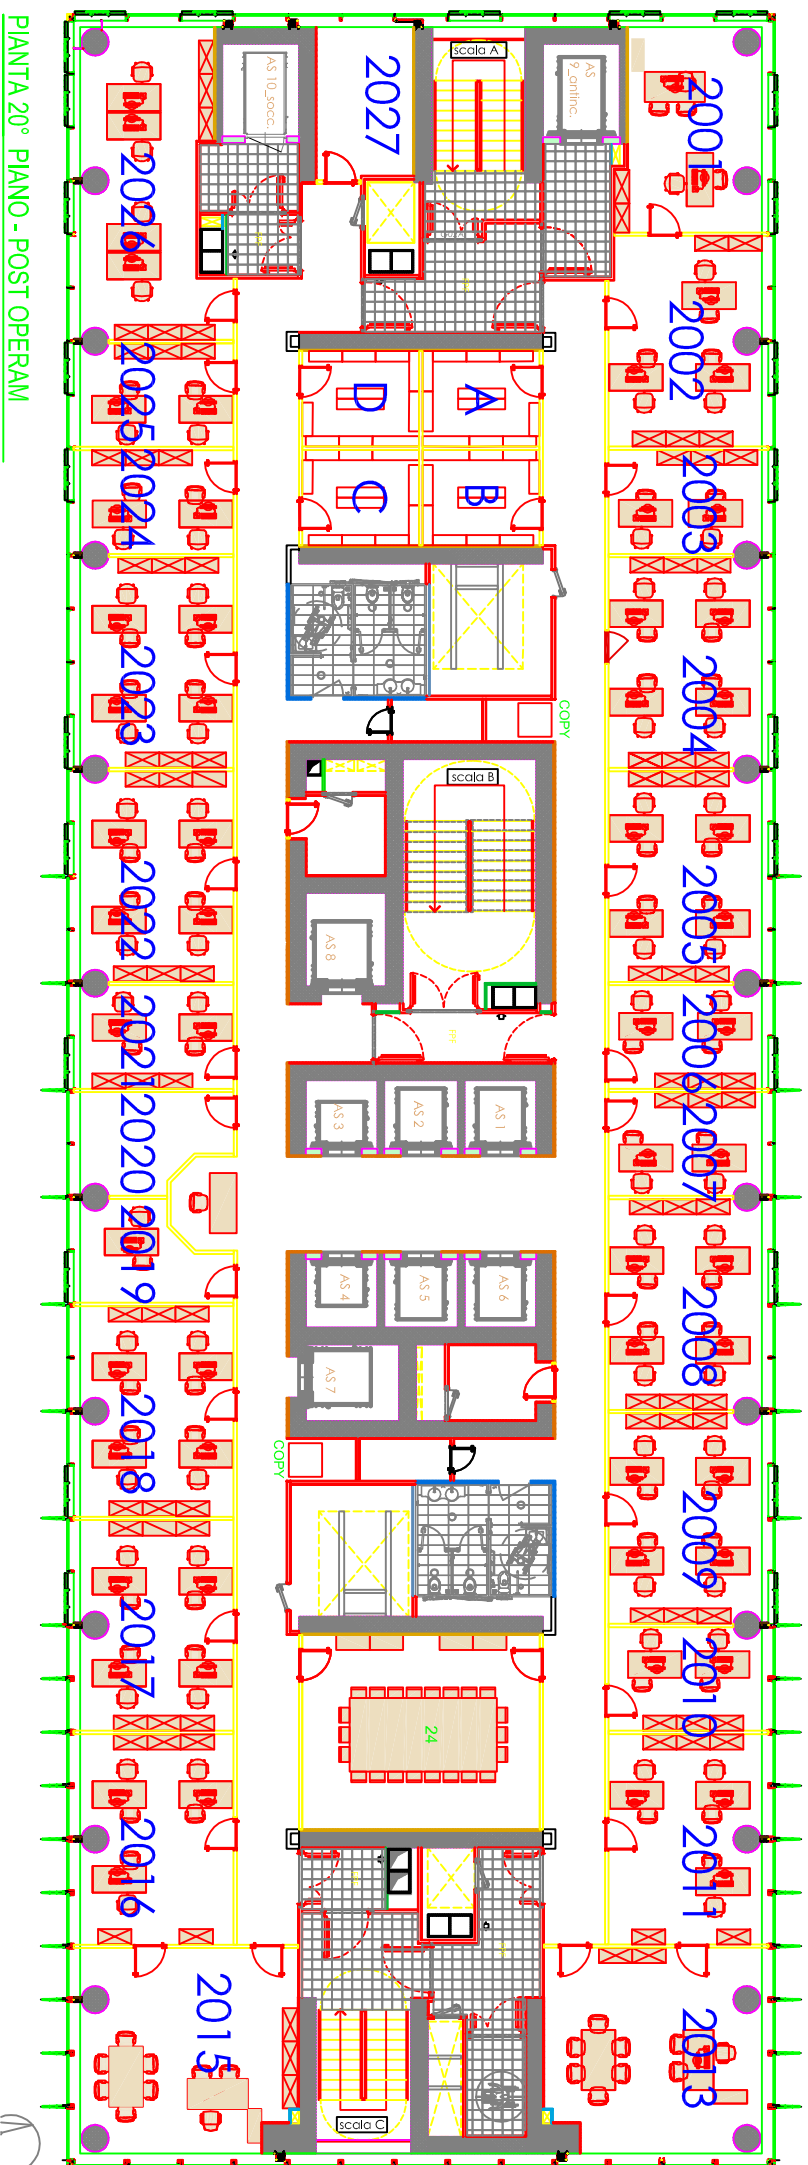 PIANTA 20° PIANO - POST OPERAM
scala A
AS 10_socc.
2027
AS
9_antinc.
2001
2026
2002
2025
D
A
2024
C
B
2003
2023
2004
COPY
scala B
2022
AS 8
2005
2021
2006
2020
AS 3
AS 2
AS 1
2007
2019
AS 4
AS 5
AS 6
2008
2018
AS 7
COPY
2009
2017
24
2010
2016
2011
2015
2013
scala C